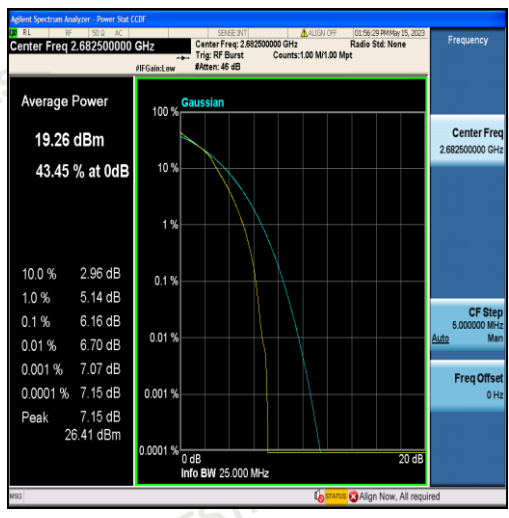 Agilent Spectrum Analyzer - Power Stat CCDF
RL RF 50 Ω AC SENSE:INT ALIGN OFF 01:56:29 PM May 15, 2023
Center Freq 2.682500000 GHz
Center Freq: 2.682500000 GHz Radio Std: None
Trig: RF Burst Counts:1.00 M/1.00 Mpt
#IFGain:Low #Atten: 46 dB
Frequency
Average Power
19.26 dBm
43.45 % at 0dB
10.0 % 2.96 dB
1.0 % 5.14 dB
0.1 % 6.16 dB
0.01 % 6.70 dB
0.001 % 7.07 dB
0.0001 % 7.15 dB
Peak 7.15 dB
26.41 dBm
Gaussian
100 %
10 %
1 %
0.1 %
0.01 %
0.001 %
0.0001 %
0 dB 20 dB
Info BW 25.000 MHz
Center Freq
2.682500000 GHz
CF Step
5.000000 MHz
Auto Man
Freq Offset
0 Hz
MSG STATUS Align Now, All required